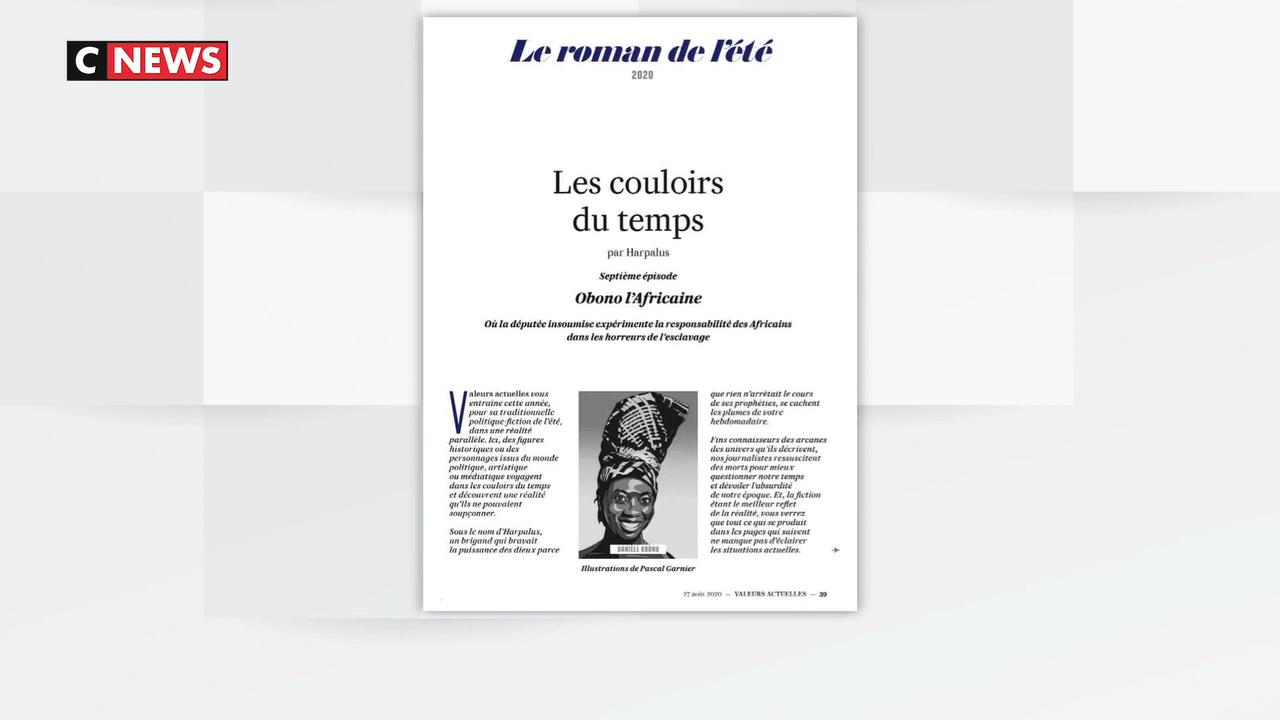 C NEWS
Le roman de l'été
2020
Les couloirs
du temps
par Harpalus
Septième épisode
Obono l'Africaine
Où la députée insoumise expérimente la responsabilité des Africains
dans les horreurs de l'esclavage
Valeurs actuelles vous
entraîne cette année,
pour sa traditionnelle
politique-fiction de l'été,
dans une réalité
parallèle. Ici, des figures
historiques ou des
personnages issus du monde
politique, artistique
ou médiatique voyagent
dans les couloirs du temps
et découvrent une réalité
qu'ils ne pouvaient
soupçonner.
Sous le nom d'Harpalus,
un brigand qui bravait
la puissance des dieux parce
DANIÈLE OBONO
Illustrations de Pascal Garnier
que rien n'arrêtait le cours
de ses prophéties, se cachent
les plumes de votre
hebdomadaire.
Fins connaisseurs des arcanes
des univers qu'ils décrivent,
nos journalistes ressuscitent
des morts pour mieux
questionner notre temps
et dévoiler l'absurdité
de notre époque. Et, la fiction
étant le meilleur reflet
de la réalité, vous verrez
que tout ce qui se produit
dans les pages qui suivent
ne manque pas d'éclairer
les situations actuelles.
27 août 2020 — VALEURS ACTUELLES — 39